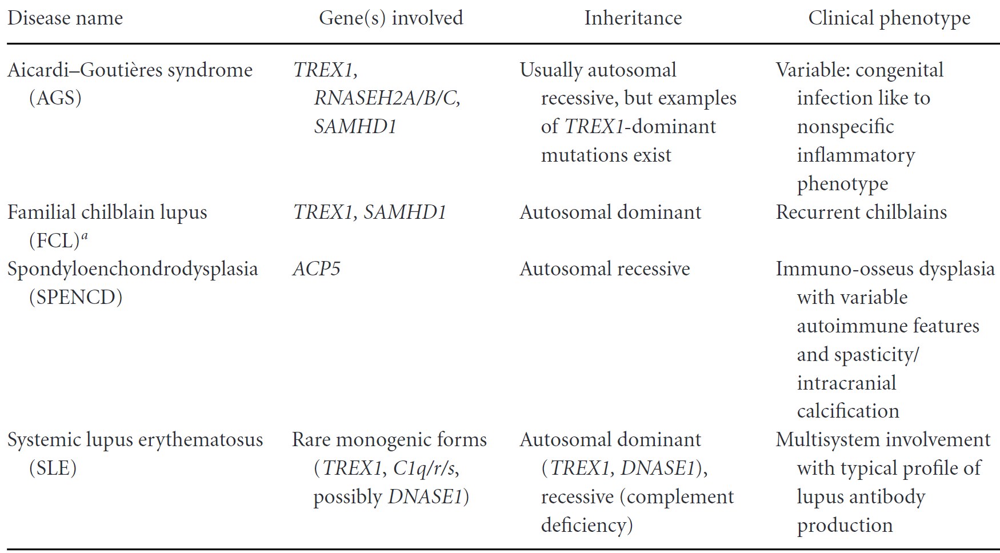 Disease name Gene(s) involved Inheritance Clinical phenotype
Aicardi–Goutières syndrome TREX1, Usually autosomal Variable: congenital
(AGS) RNASEH2A/B/C, recessive, but examples infection like to
SAMHD1 of TREX1-dominant nonspecific
mutations exist inflammatory
phenotype
Familial chilblain lupus TREX1, SAMHD1 Autosomal dominant Recurrent chilblains
(FCL)a
Spondyloenchondrodysplasia ACP5 Autosomal recessive Immuno-osseus dysplasia
(SPENCD) with variable
autoimmune features
and spasticity/
intracranial
calcification
Systemic lupus erythematosus Rare monogenic forms Autosomal dominant Multisystem involvement
(SLE) (TREX1, C1q/r/s, (TREX1, DNASE1), with typical profile of
possibly DNASE1) recessive (complement lupus antibody
deficiency) production